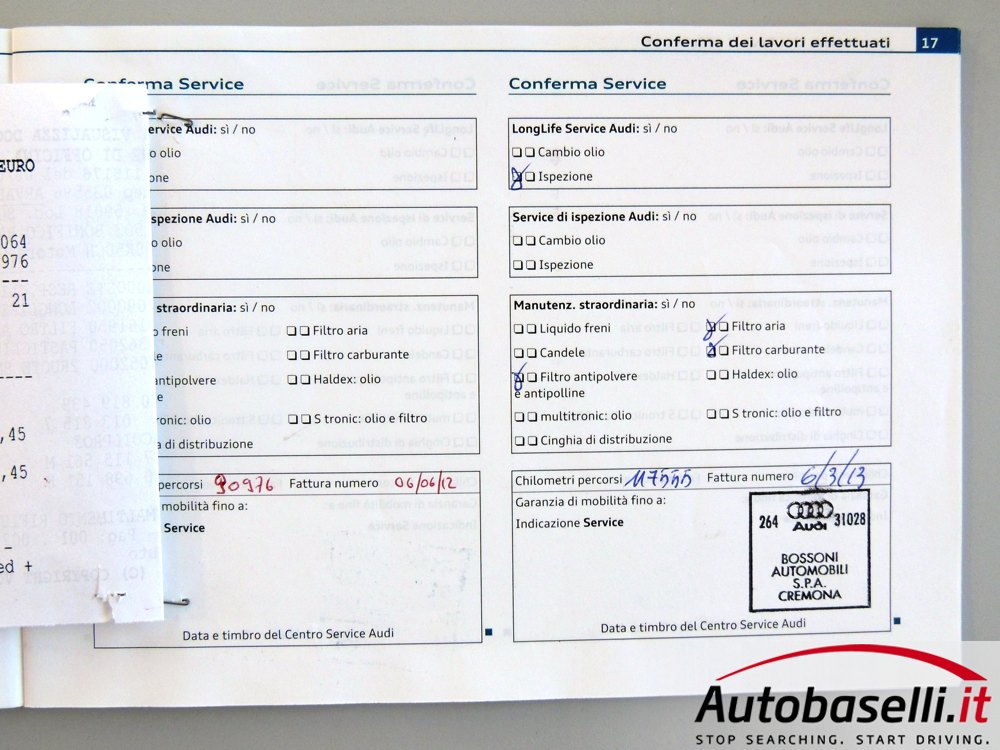 Conferma dei lavori effettuati 17
Conferma Service
ervice Audi: sì / no
o olio
one
spezione Audi: sì / no
o olio
one
straordinaria: sì / no
freni ❏ ❏ Filtro aria
le ❏ ❏ Filtro carburante
antipolvere ❏ ❏ Haldex: olio
e
ronic: olio ❏ ❏ S tronic: olio e filtro
a di distribuzione
percorsi 90976 Fattura numero 06/06/12
mobilità fino a:
Service
Data e timbro del Centro Service Audi
EURO
064
976
---
21
----
,45
,45
–
ed +
Conferma Service
LongLife Service Audi: sì / no
❏ ❏ Cambio olio
❏ ❏ Ispezione
Service di ispezione Audi: sì / no
❏ ❏ Cambio olio
❏ ❏ Ispezione
Manutenz. straordinaria: sì / no
❏ ❏ Liquido freni ❏ ❏ Filtro aria
❏ ❏ Candele ❏ ❏ Filtro carburante
❏ ❏ Filtro antipolvere ❏ ❏ Haldex: olio
e antipolline
❏ ❏ multitronic: olio ❏ ❏ S tronic: olio e filtro
❏ ❏ Cinghia di distribuzione
Chilometri percorsi 117555 Fattura numero 6/3/13
Garanzia di mobilità fino a:
Indicazione Service
264 Audi 31028
BOSSONI
AUTOMOBILI
S.P.A.
CREMONA
Data e timbro del Centro Service Audi
Autobaselli.it
STOP SEARCHING. START DRIVING.